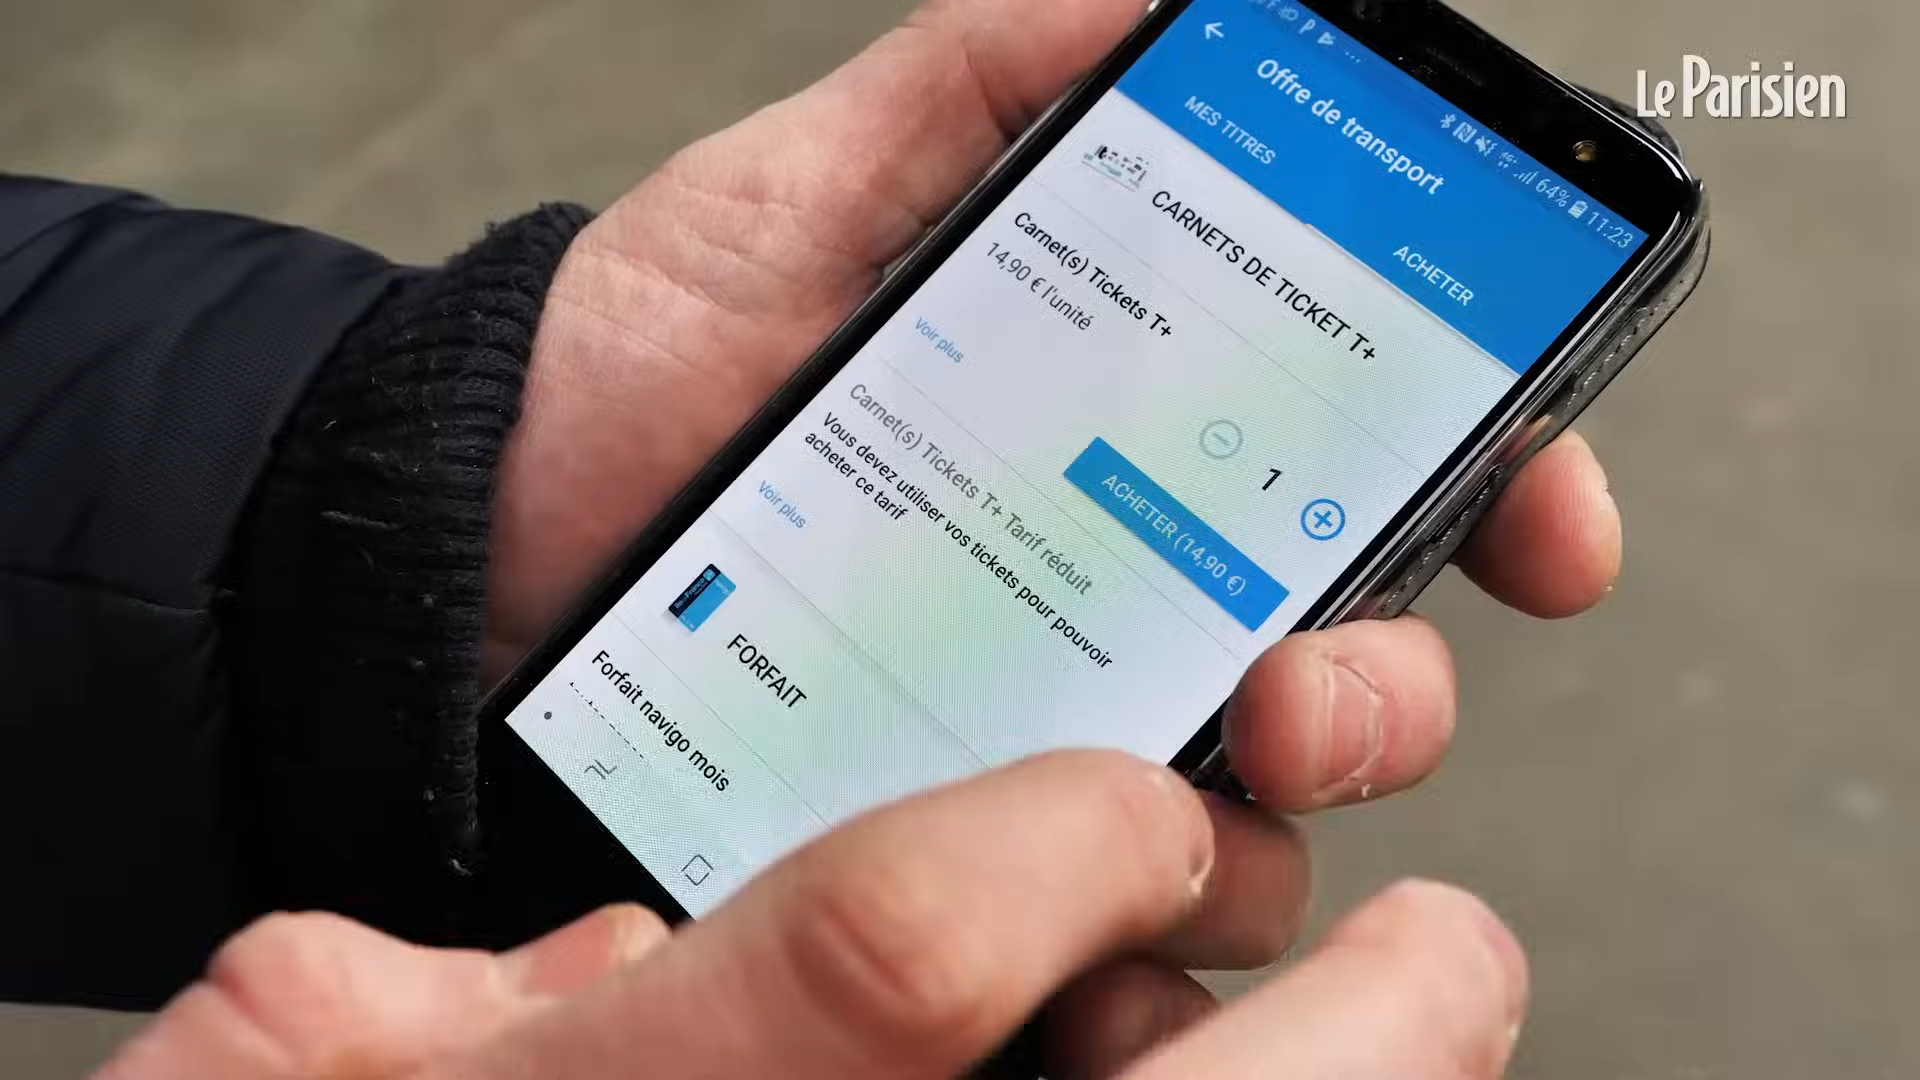 Le Parisien
64% 11:23
Offre de transport
MES TITRES
ACHETER
CARNETS DE TICKET T+
Carnet(s) Tickets T+
14,90 € l'unité
Voir plus
1
ACHETER (14,90 €)
Carnet(s) Tickets T+ Tarif réduit
Vous devez utiliser vos tickets pour pouvoir
acheter ce tarif
Voir plus
FORFAIT
Forfait navigo mois